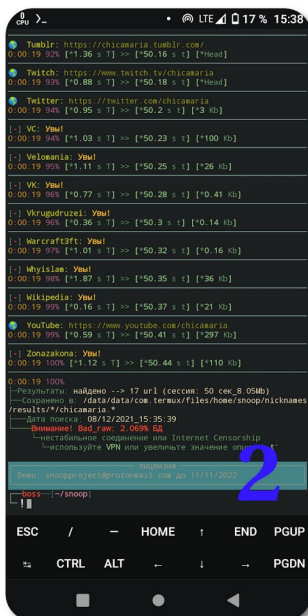 0
CPU >_ • LTE 17 % 15:38
Tumblr: https://chicamaria.tumblr.com/
0:00:19 92% [*1.36 s T] >> [*50.16 s t] [*Head]
Twitch: https://www.twitch.tv/chicamaria
0:00:19 93% [*0.88 s T] >> [*50.18 s t] [*Head]
Twitter: https://twitter.com/chicamaria
0:00:19 94% [*0.95 s T] >> [*50.2 s t] [*3 Kb]
[-] VC: Увы!
0:00:19 94% [*1.03 s T] >> [*50.23 s t] [*100 Kb]
[-] Velomania: Увы!
0:00:19 95% [*1.11 s T] >> [*50.25 s t] [*26 Kb]
[-] VK: Увы!
0:00:19 96% [*0.77 s T] >> [*50.28 s t] [*0.41 Kb]
[-] Vkrugudruzei: Увы!
0:00:19 96% [*0.36 s T] >> [*50.3 s t] [*0.14 Kb]
[-] Warcraft3ft: Увы!
0:00:19 97% [*1.01 s T] >> [*50.32 s t] [*0.16 Kb]
[-] Whyislam: Увы!
0:00:19 98% [*1.87 s T] >> [*50.35 s t] [*36 Kb]
[-] Wikipedia: Увы!
0:00:19 99% [*0.16 s T] >> [*50.37 s t] [*21 Kb]
YouTube: https://www.youtube.com/chicamaria
0:00:19 99% [*0.59 s T] >> [*50.41 s t] [*297 Kb]
[-] Zonazakona: Увы!
0:00:19 100% [*1.12 s T] >> [*50.44 s t] [*110 Kb]
0:00:19 100%
Результаты: найдено --> 17 url (сессия: 50 сек_8.05Mb)
Сохранено в: /data/data/com.termux/files/home/snoop/nicknames
/results/*/chicamaria.*
Дата поиска: 08/12/2021_15:35:39
Внимание! Bad_raw: 2.069% БД
нестабильное соединение или Internet Censorship
используйте VPN или увеличьте значение опции
лицензия
Demo: snoopproject@protonmail.com до 11/11/2022
2
boss--[~/snoop]
!
ESC / — HOME ↑ END PGUP
CTRL ALT ← ↓ → PGDN